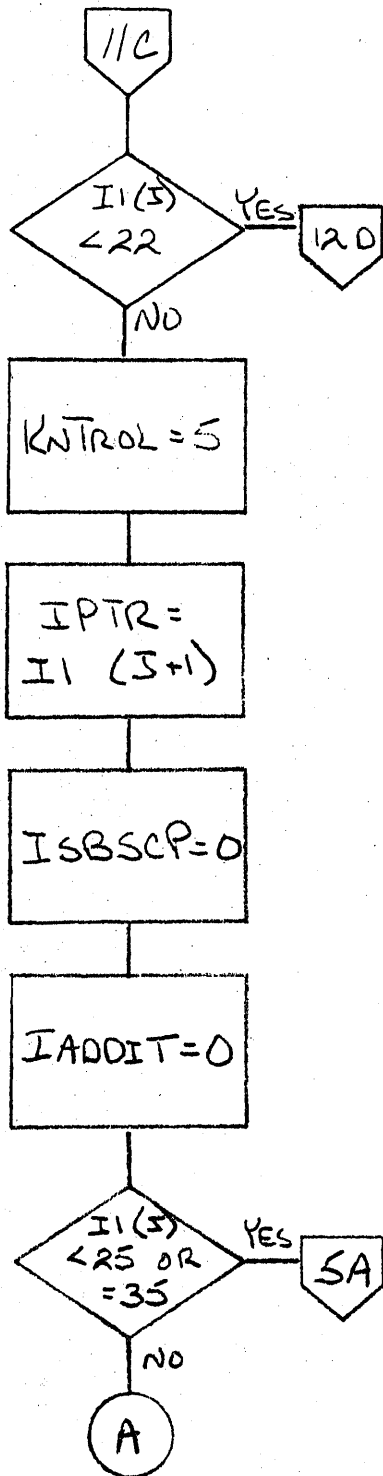 11C
I1(J)
<22
YES
12D
NO
KNTROL = 5
IPTR =
I1 (J+1)
ISBSCP=0
IADDIT=0
I1(J)
<25 OR
=35
YES
5A
NO
A